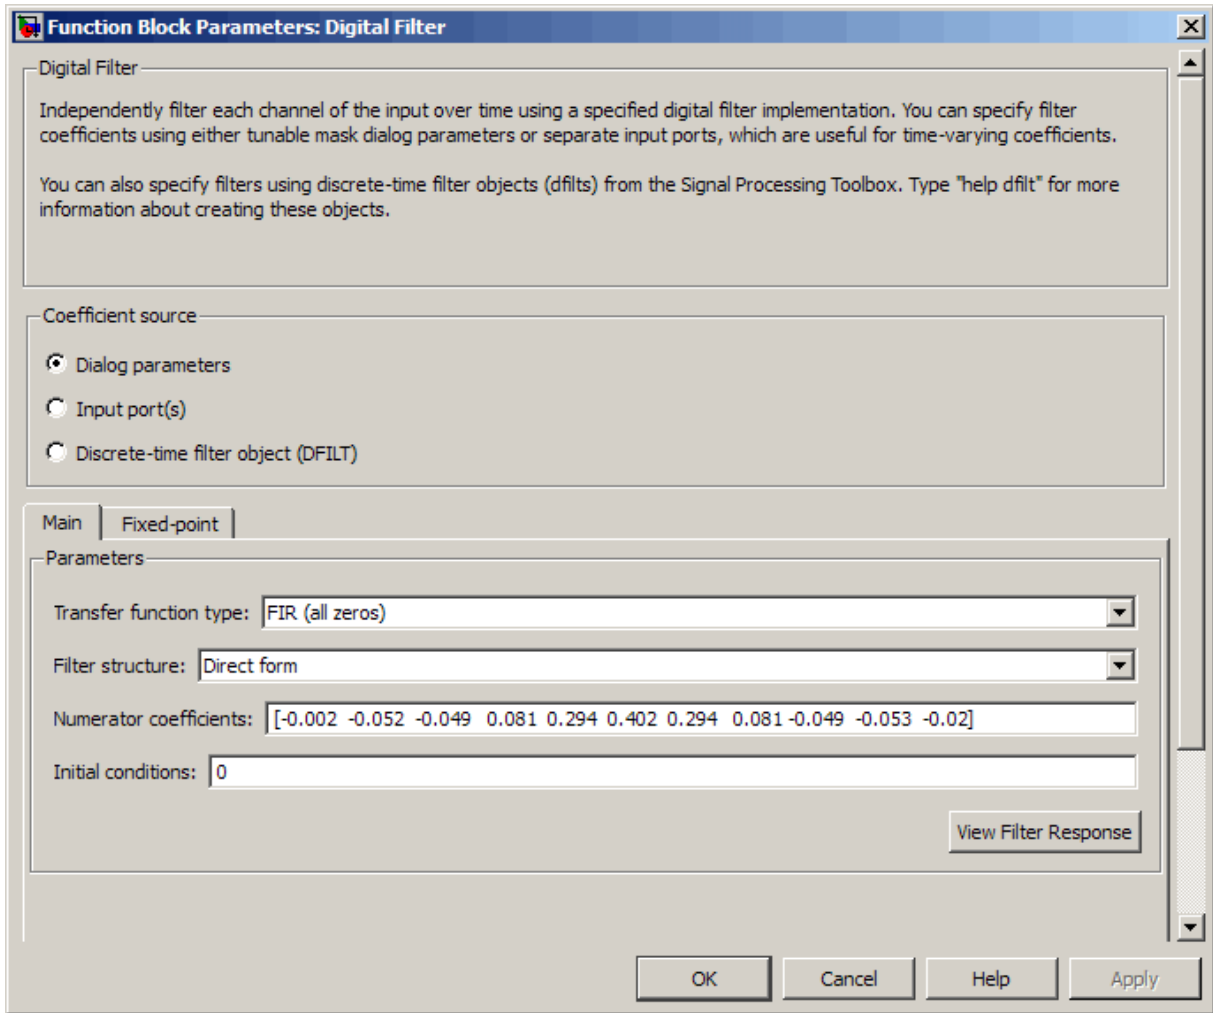 Function Block Parameters: Digital Filter
Digital Filter
Independently filter each channel of the input over time using a specified digital filter implementation. You can specify filter
coefficients using either tunable mask dialog parameters or separate input ports, which are useful for time-varying coefficients.
You can also specify filters using discrete-time filter objects (dfilts) from the Signal Processing Toolbox. Type "help dfilt" for more
information about creating these objects.
Coefficient source
Dialog parameters
Input port(s)
Discrete-time filter object (DFILT)
Main Fixed-point
Parameters
Transfer function type: FIR (all zeros)
Filter structure: Direct form
Numerator coefficients: [-0.002 -0.052 -0.049 0.081 0.294 0.402 0.294 0.081 -0.049 -0.053 -0.02]
Initial conditions: 0
View Filter Response
OK Cancel Help Apply